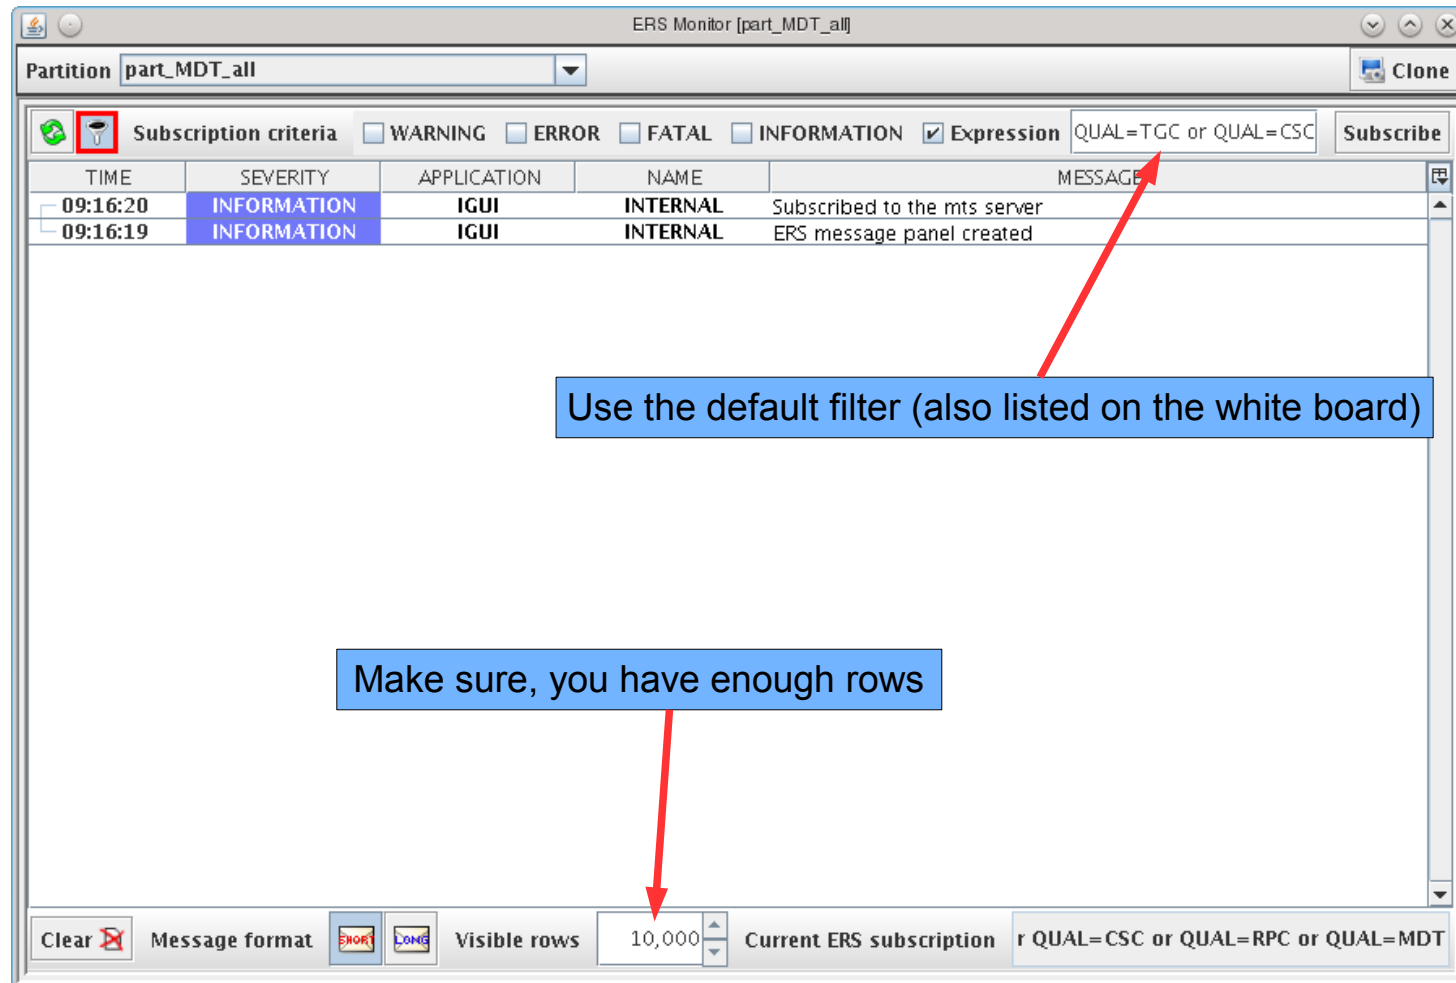 ERS Monitor [part_MDT_all]
Partition part_MDT_all Clone
Subscription criteria WARNING ERROR FATAL INFORMATION Expression QUAL=TGC or QUAL=CSC Subscribe
TIME SEVERITY APPLICATION NAME MESSAGE
09:16:20 INFORMATION IGUI INTERNAL Subscribed to the mts server
09:16:19 INFORMATION IGUI INTERNAL ERS message panel created
Use the default filter (also listed on the white board)
Make sure, you have enough rows
Clear Message format SHORT LONG Visible rows 10,000 Current ERS subscription r QUAL=CSC or QUAL=RPC or QUAL=MDT